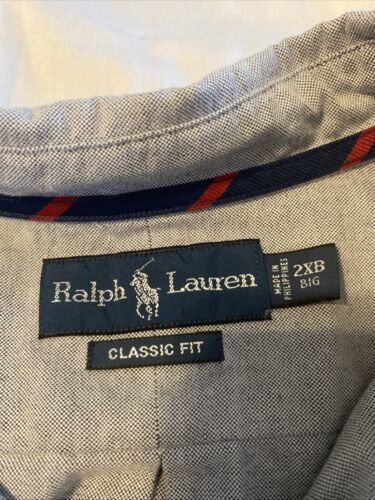 Ralph Lauren
MADE IN
PHILIPPINES
2XB
BIG
CLASSIC FIT